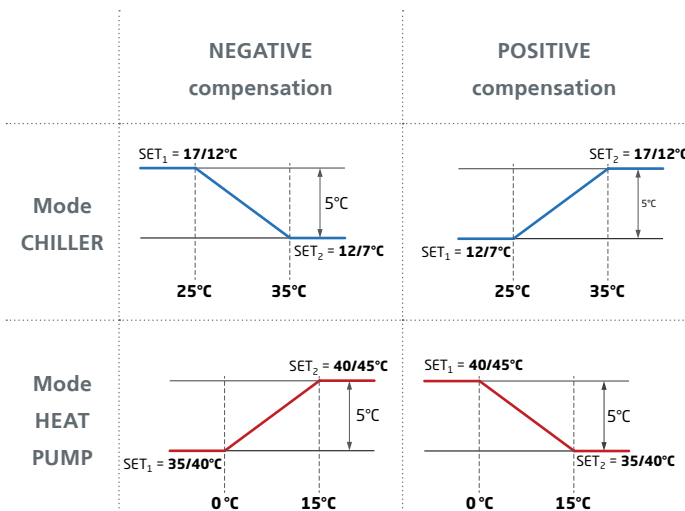 NEGATIVE
compensation
POSITIVE
compensation
Mode
CHILLER
SET₁ = 17/12°C
5°C
SET₂ = 12/7°C
25°C 35°C
SET₂ = 17/12°C
5°C
SET₁ = 12/7°C
25°C 35°C
Mode
HEAT
PUMP
SET₂ = 40/45°C
5°C
SET₁ = 35/40°C
0°C 15°C
SET₁ = 40/45°C
5°C
SET₂ = 35/40°C
0°C 15°C